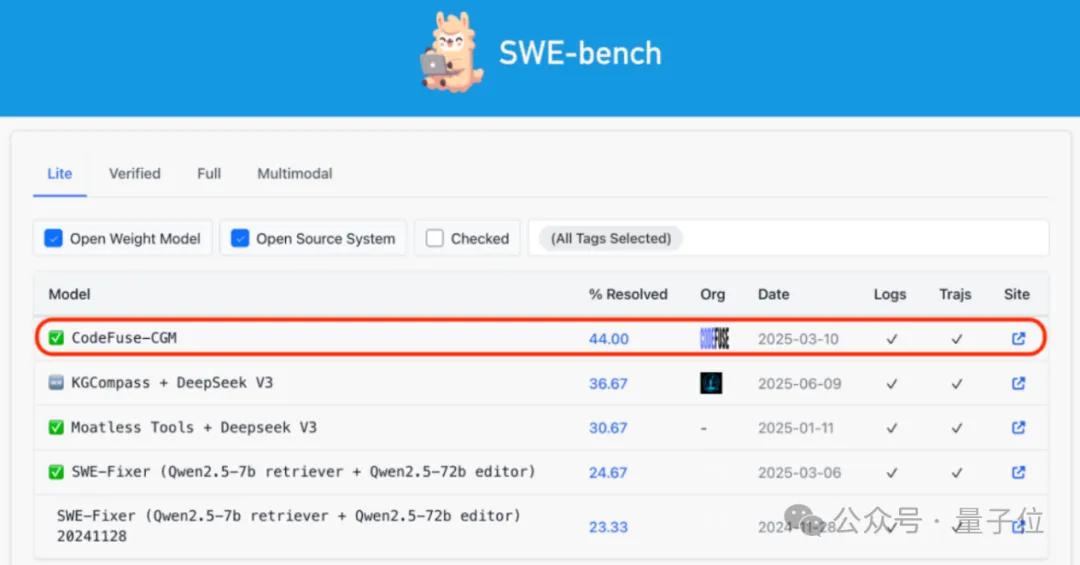 SWE-bench
Lite Verified Full Multimodal
Open Weight Model Open Source System Checked (All Tags Selected)
Model % Resolved Org Date Logs Trajs Site
CodeFuse-CGM 44.00 CODEFUSE 2025-03-10 ✓ ✓
KGCompass + DeepSeek V3 36.67 2025-06-09 ✓ ✓
Moatless Tools + Deepseek V3 30.67 - 2025-01-11 ✓ ✓
SWE-Fixer (Qwen2.5-7b retriever + Qwen2.5-72b editor) 24.67 2025-03-06 ✓ ✓
SWE-Fixer (Qwen2.5-7b retriever + Qwen2.5-72b editor)
20241128 23.33 2024-11-28 ✓ ✓
公众号 · 量子位